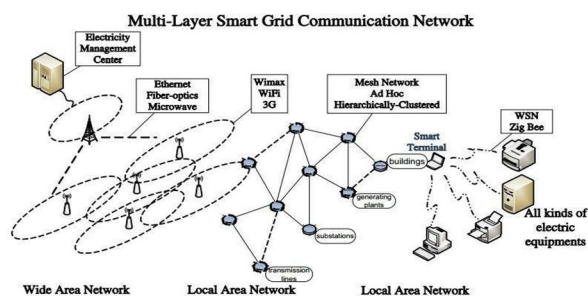 Multi-Layer Smart Grid Communication Network
Electricity
Management
Center
Ethernet
Fiber-optics
Microwave
Wimax
WiFi
3G
Mesh Network
Ad Hoc
Hierarchically-Clustered
Smart
Terminal
WSN
Zig Bee
buildings
generating
plants
substations
transmission
lines
All kinds of
electric
equipments
Wide Area Network
Local Area Network
Local Area Network